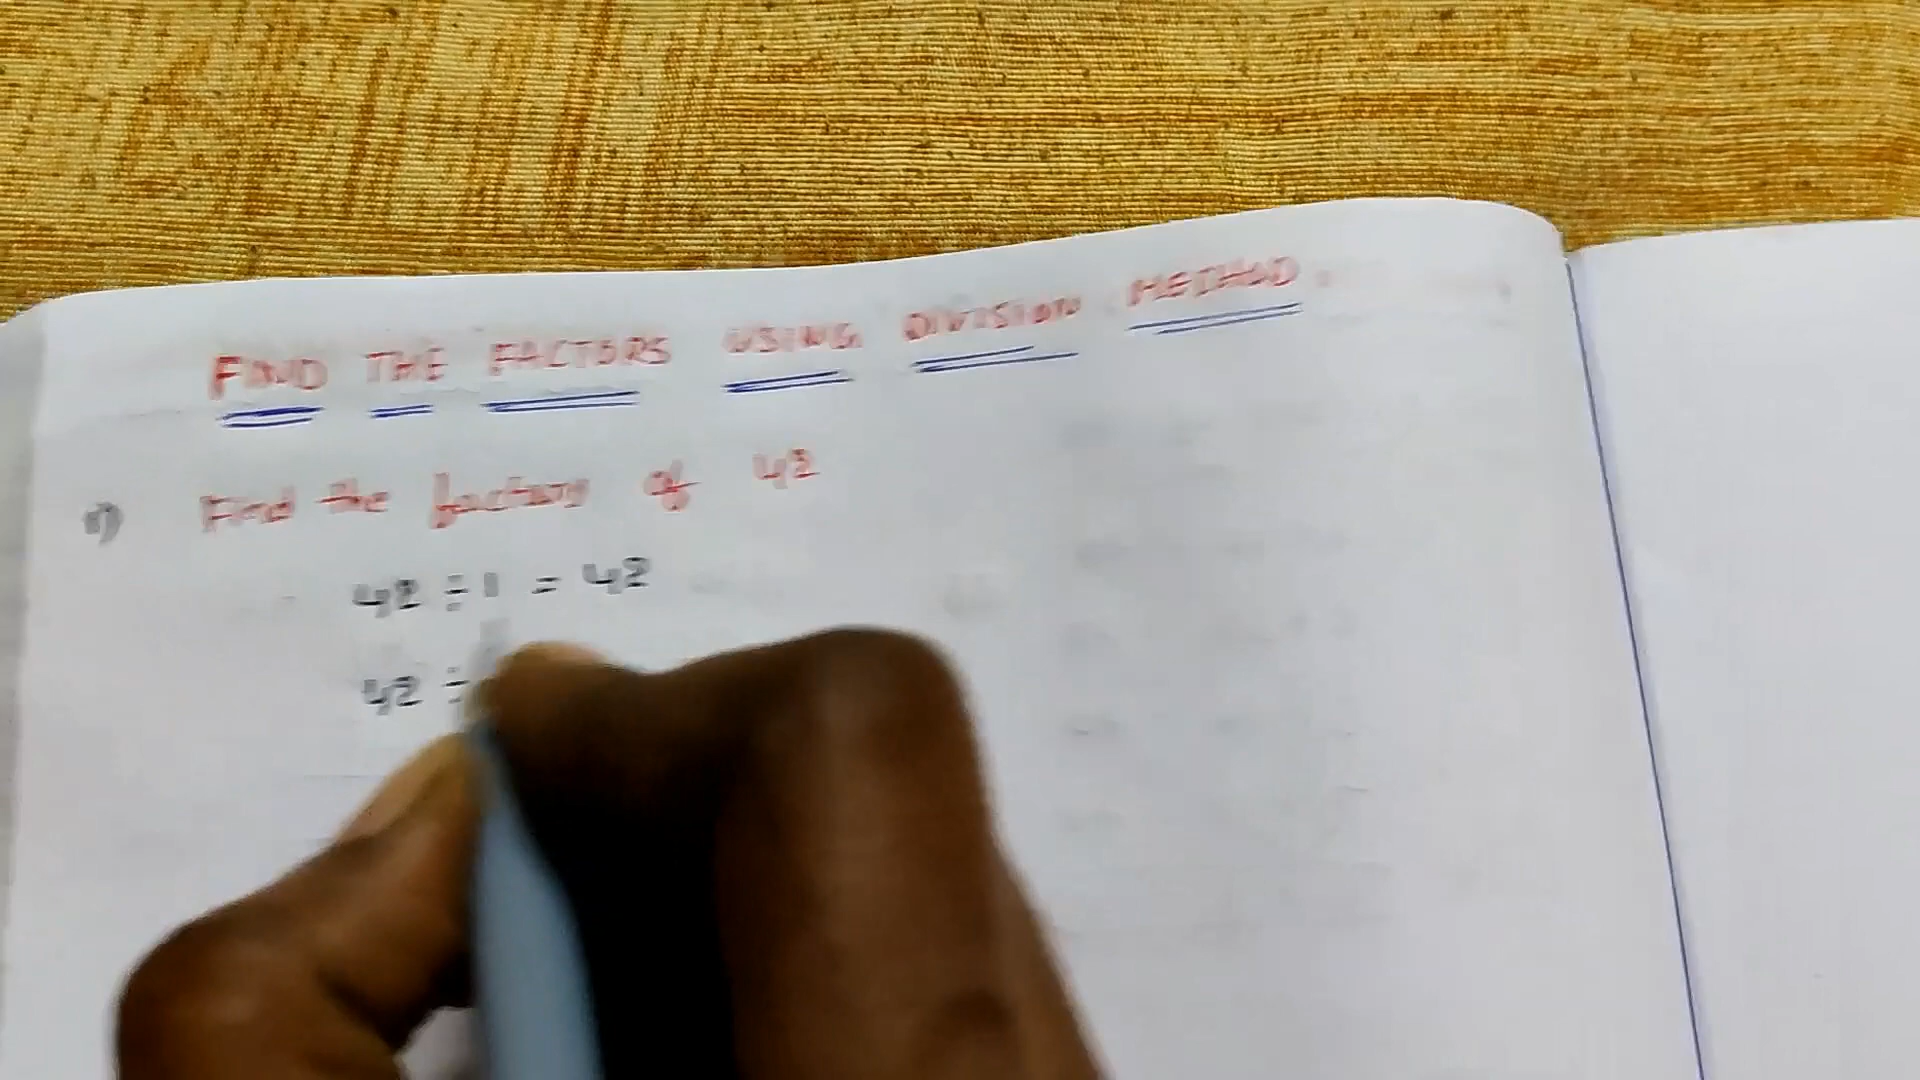 FIND THE FACTORS USING DIVISION METHOD.
1) Find the factors of 42
42 ÷ 1 = 42
42 ÷